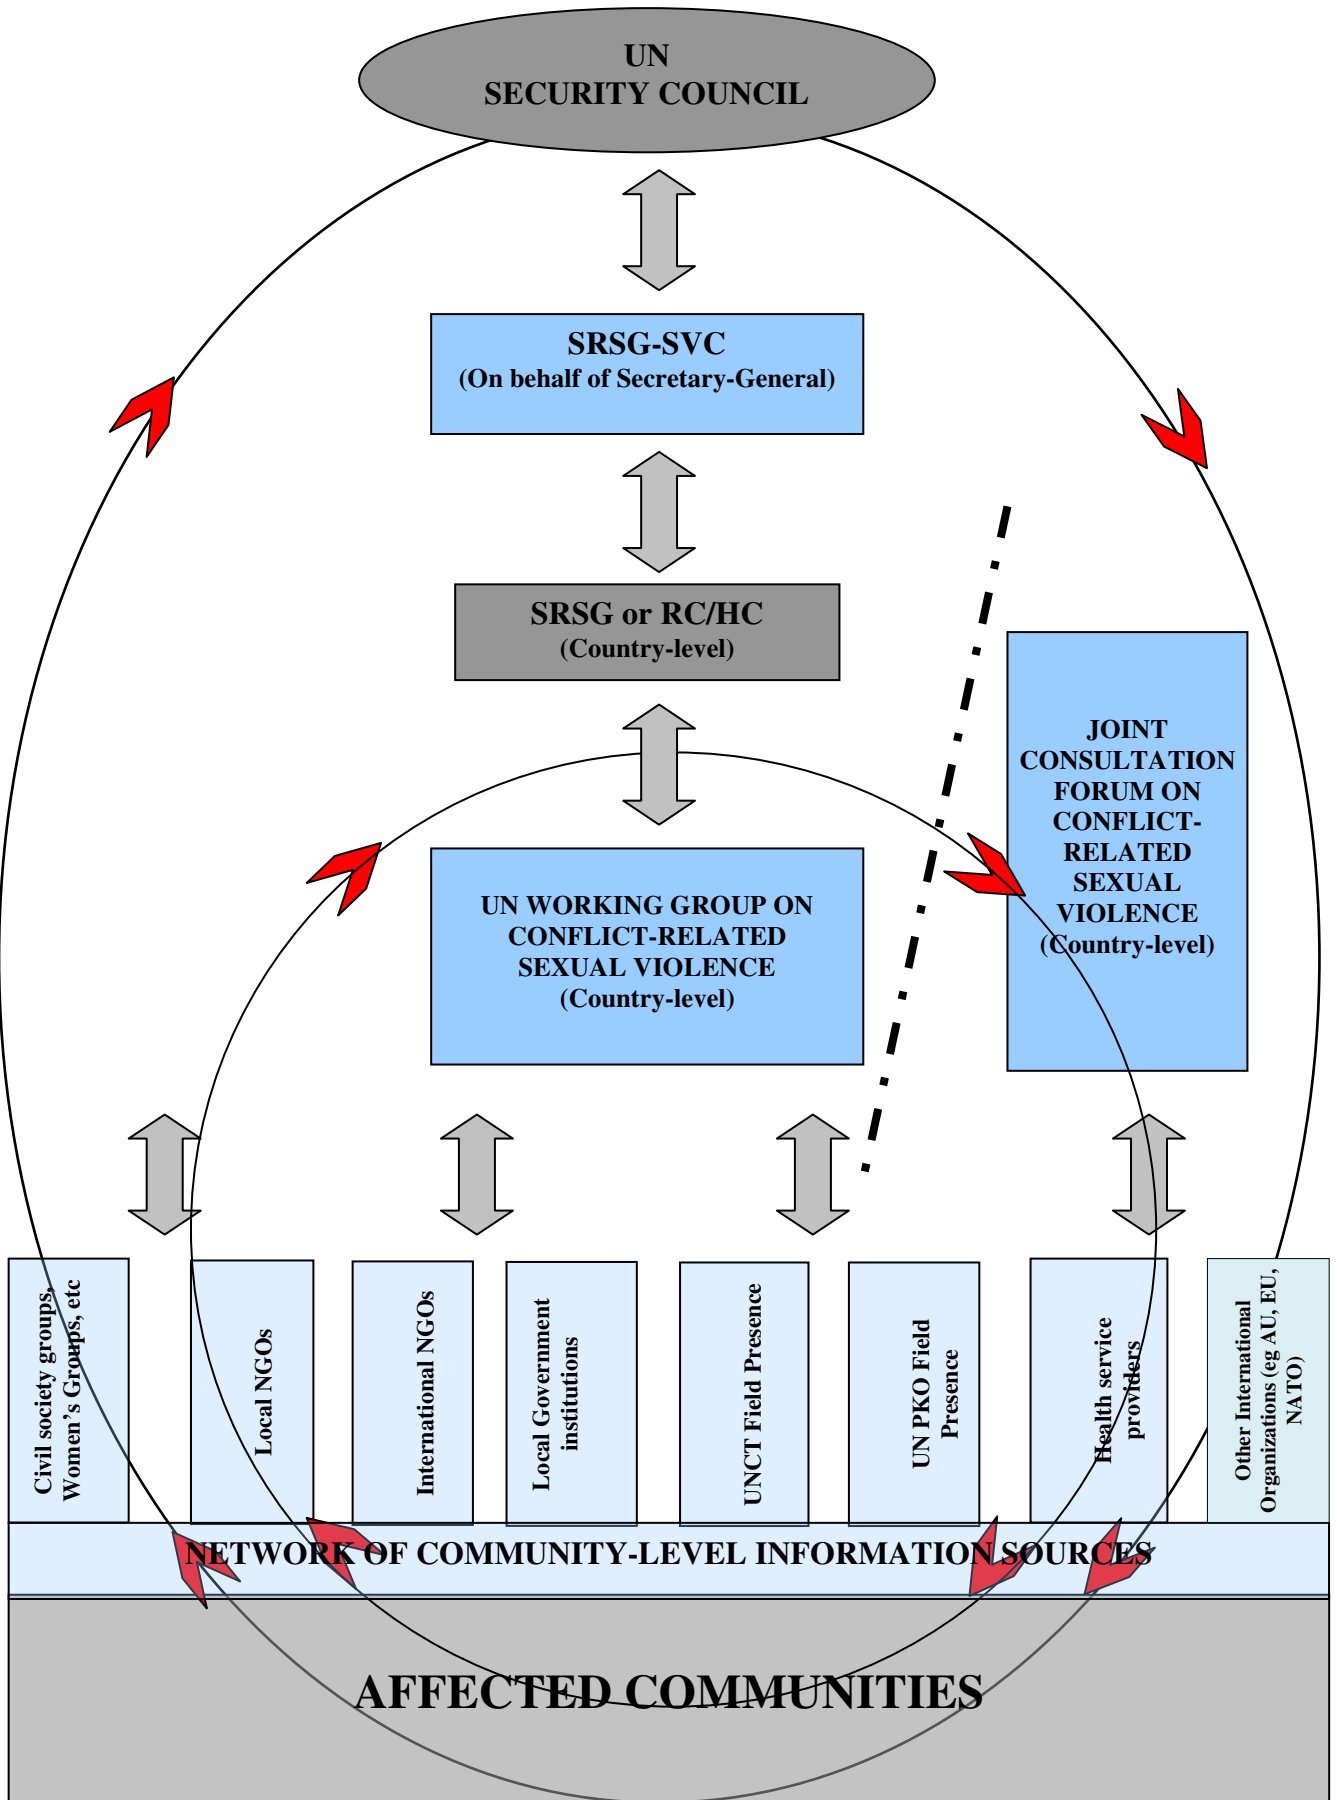 UN
SECURITY COUNCIL
SRSG-SVC
(On behalf of Secretary-General)
SRSG or RC/HC
(Country-level)
UN WORKING GROUP ON
CONFLICT-RELATED
SEXUAL VIOLENCE
(Country-level)
JOINT
CONSULTATION
FORUM ON
CONFLICT-
RELATED
SEXUAL
VIOLENCE
(Country-level)
Civil society groups,
Women's Groups, etc
Local NGOs
International NGOs
Local Government
institutions
UNCT Field Presence
UN PKO Field
Presence
Health service
providers
Other International
Organizations (eg AU, EU,
NATO)
NETWORK OF COMMUNITY-LEVEL INFORMATION SOURCES
AFFECTED COMMUNITIES